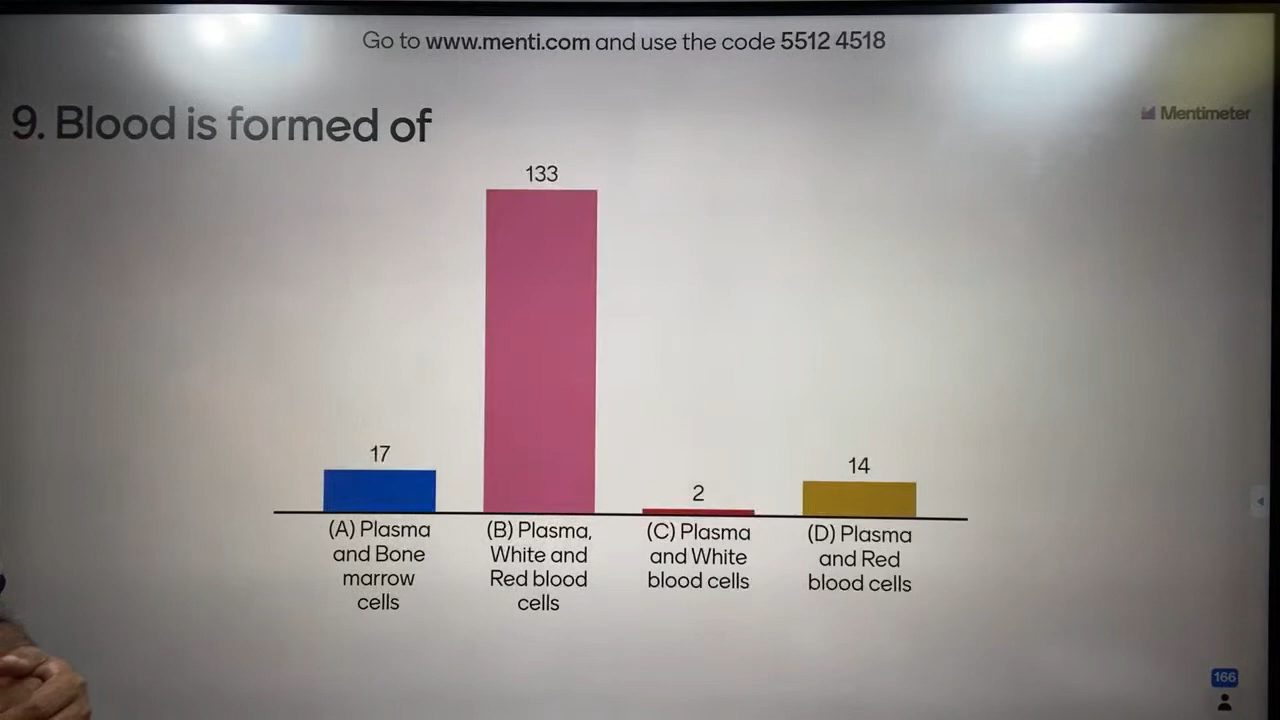 Go to www.menti.com and use the code 5512 4518
9. Blood is formed of
Mentimeter
133
17
2
14
(A) Plasma
and Bone
marrow
cells
(B) Plasma,
White and
Red blood
cells
(C) Plasma
and White
blood cells
(D) Plasma
and Red
blood cells
166